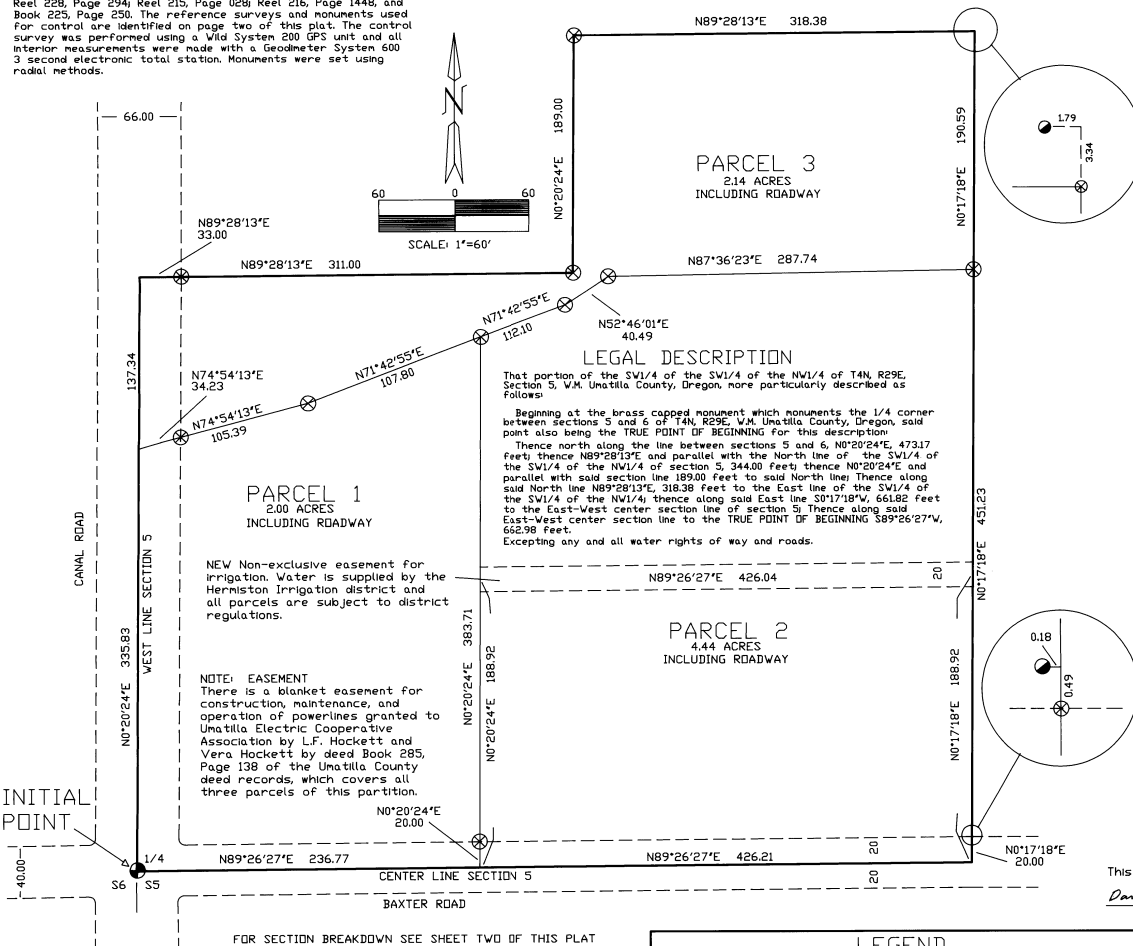 Reel 228, Page 294; Reel 215, Page 028; Reel 216, Page 1448, and
Book 225, Page 250. The reference surveys and monuments used
for control are identified on page two of this plat. The control
survey was performed using a Wild System 200 GPS unit and all
interior measurements were made with a Geodimeter System 600
3 second electronic total station. Monuments were set using
radial methods.
N89°28'13"E 318.38
66.00
N
60 0 60
SCALE: 1"=60'
N0°20'24"E 189.00
PARCEL 3
2.14 ACRES
INCLUDING ROADWAY
N0°17'18"E 190.59
1.79
3.34
N89°28'13"E
33.00
N89°28'13"E 311.00
N87°36'23"E 287.74
N52°46'01"E
40.49
N71°42'55"E
112.10
N71°42'55"E
107.80
137.34
N74°54'13"E
34.23
N74°54'13"E
105.39
LEGAL DESCRIPTION
That portion of the SW1/4 of the SW1/4 of the NW1/4 of T4N, R29E,
Section 5, W.M. Umatilla County, Oregon, more particularly described as
follows:
Beginning at the brass capped monument which monuments the 1/4 corner
between sections 5 and 6 of T4N, R29E, W.M. Umatilla County, Oregon, said
point also being the TRUE POINT OF BEGINNING for this description:
Thence north along the line between sections 5 and 6, N0°20'24"E, 473.17
feet; thence N89°28'13"E and parallel with the North line of the SW1/4 of
the SW1/4 of the NW1/4 of section 5, 344.00 feet; thence N0°20'24"E and
parallel with said section line 189.00 feet to said North line; Thence along
said North line N89°28'13"E, 318.38 feet to the East line of the SW1/4 of
the SW1/4 of the NW1/4; thence along said East line S0°17'18"W, 661.82 feet
to the East-West center section line of section 5; Thence along said
East-West center section line to the TRUE POINT OF BEGINNING S89°26'27"W,
662.98 feet.
Excepting any and all water rights of way and roads.
PARCEL 1
2.00 ACRES
INCLUDING ROADWAY
CANAL ROAD
WEST LINE SECTION 5
N0°20'24"E 335.83
NEW Non-exclusive easement for
irrigation. Water is supplied by the
Hermiston Irrigation district and
all parcels are subject to district
regulations.
N89°26'27"E 426.04
20
N0°17'18"E 451.23
N0°20'24"E 383.71
N0°20'24"E 188.92
PARCEL 2
4.44 ACRES
INCLUDING ROADWAY
N0°17'18"E 188.92
0.18
0.49
NOTE: EASEMENT
There is a blanket easement for
construction, maintenance, and
operation of powerlines granted to
Umatilla Electric Cooperative
Association by L.F. Hockett and
Vera Hockett by deed Book 285,
Page 138 of the Umatilla County
deed records, which covers all
three parcels of this partition.
INITIAL
POINT
N0°20'24"E
20.00
40.00
1/4
S6 S5
N89°26'27"E 236.77
N89°26'27"E 426.21
20
20
N0°17'18"E
20.00
CENTER LINE SECTION 5
BAXTER ROAD
This
FOR SECTION BREAKDOWN SEE SHEET TWO OF THIS PLAT
LEGEND